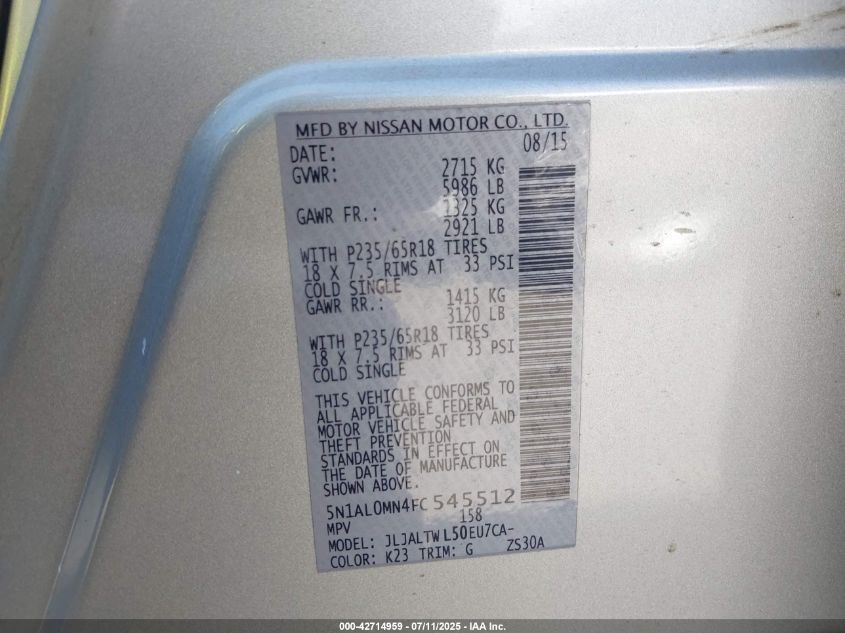 MFD BY NISSAN MOTOR CO., LTD.
DATE: 08/15
GVWR: 2715 KG
5986 LB
GAWR FR.: 1325 KG
2921 LB
WITH P235/65R18 TIRES
18 X 7.5 RIMS AT 33 PSI
COLD SINGLE
GAWR RR.: 1415 KG
3120 LB
WITH P235/65R18 TIRES
18 X 7.5 RIMS AT 33 PSI
COLD SINGLE
THIS VEHICLE CONFORMS TO
ALL APPLICABLE FEDERAL
MOTOR VEHICLE SAFETY AND
THEFT PREVENTION
STANDARDS IN EFFECT ON
THE DATE OF MANUFACTURE
SHOWN ABOVE.
5N1AL0MN4FC545512
MPV 158
MODEL: JLJALTWL50EU7CA-
COLOR: K23 TRIM: G ZS30A
000-42714959 - 07/11/2025 - IAA Inc.